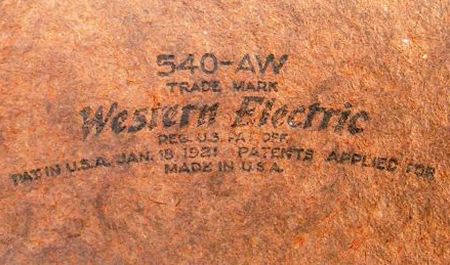 540-AW
TRADE MARK
Western Electric
REG. U.S. PAT. OFF.
PAT. IN U.S.A. JAN. 18, 1921 PATENTS APPLIED FOR
MADE IN U.S.A.